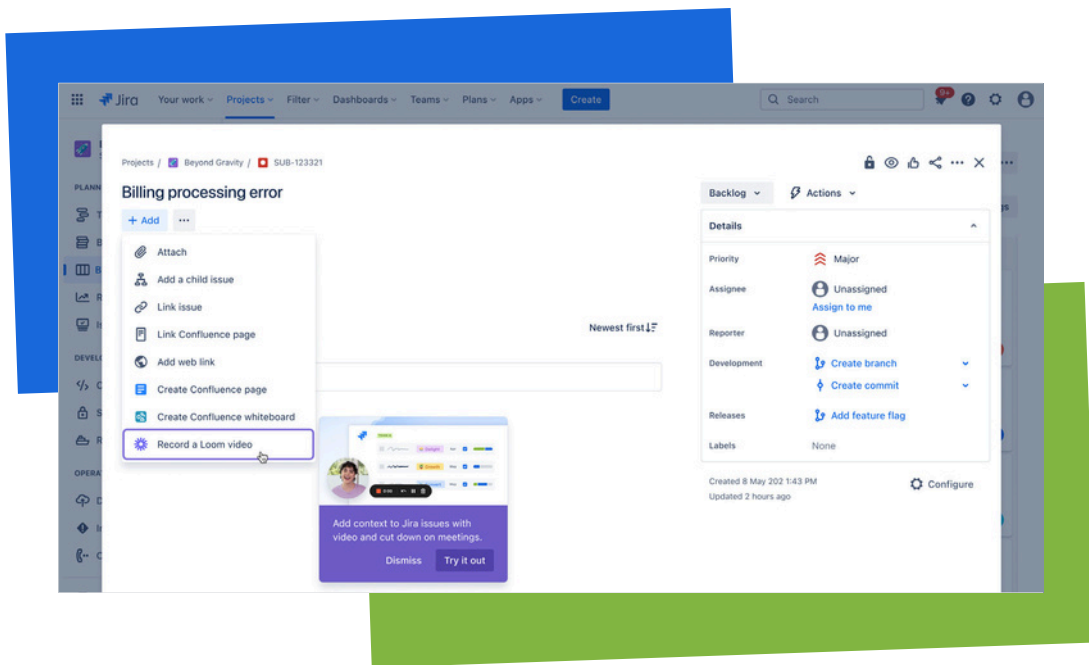 Jira Your work Projects Filter Dashboards Teams Plans Apps Create Search 9+
Projects / Beyond Gravity / SUB-123321
Billing processing error
+ Add ...
Attach
Add a child issue
Link issue
Link Confluence page
Add web link
Create Confluence page
Create Confluence whiteboard
Record a Loom video
Newest first
Add context to Jira issues with
video and cut down on meetings.
Dismiss Try it out
Backlog Actions
Details
Priority Major
Assignee Unassigned
Assign to me
Reporter Unassigned
Development Create branch
Create commit
Releases Add feature flag
Labels None
Created 8 May 202 1:43 PM
Updated 2 hours ago
Configure